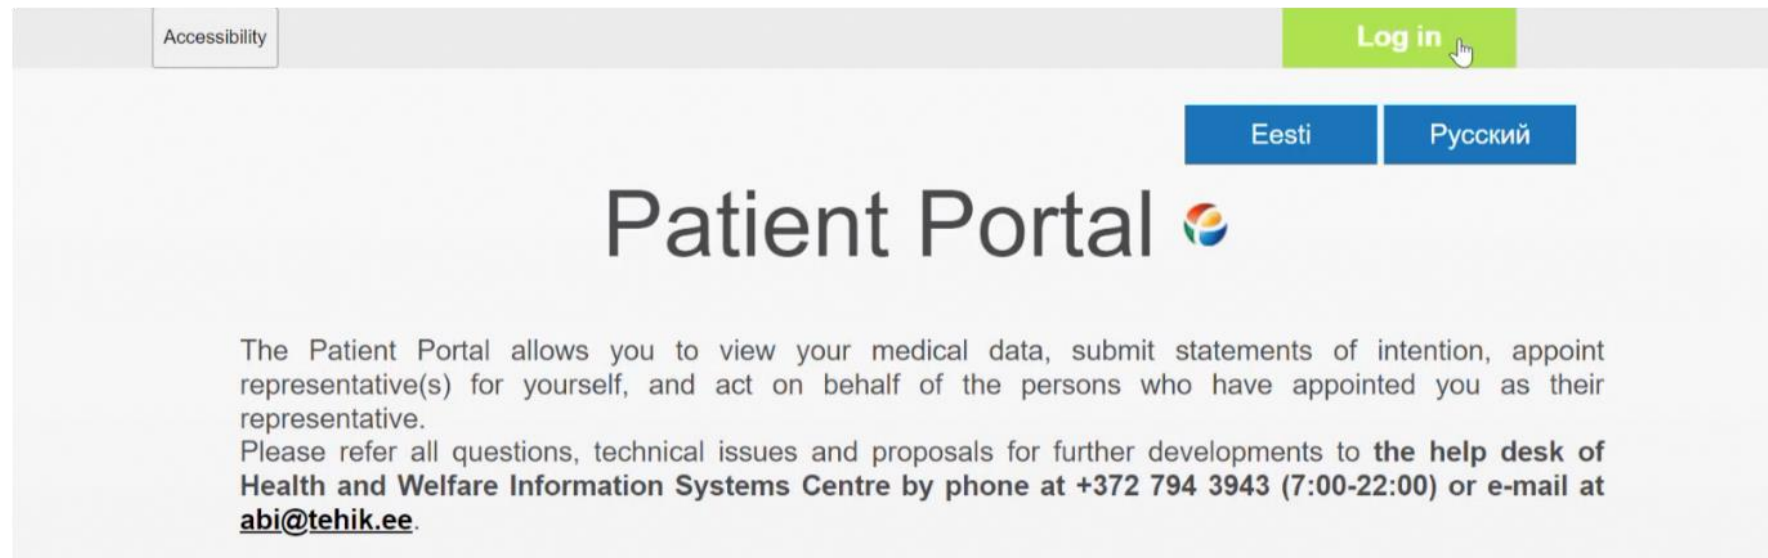 Accessibility
Log in
Eesti
Русский
Patient Portal
The Patient Portal allows you to view your medical data, submit statements of intention, appoint
representative(s) for yourself, and act on behalf of the persons who have appointed you as their
representative.
Please refer all questions, technical issues and proposals for further developments to the help desk of
Health and Welfare Information Systems Centre by phone at +372 794 3943 (7:00-22:00) or e-mail at
abi@tehik.ee.